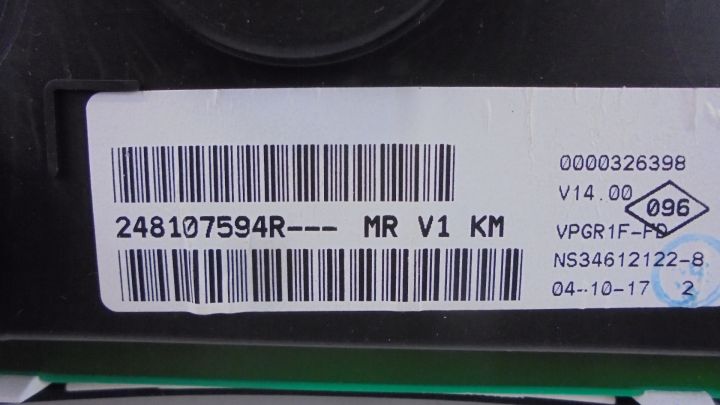 248107594R--- MR V1 KM
0000326398
V14.00
096
VPGR1F-FD
NS34612122-8
04-10-17 2